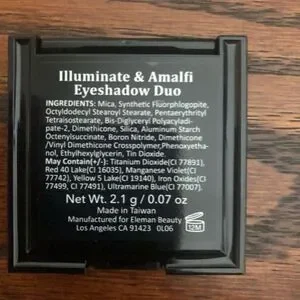 Illuminate & Amalfi
Eyeshadow Duo
INGREDIENTS: Mica, Synthetic Fluorphlogopite,
Octyldodecyl Stearoyl Stearate, Pentaerythrityl
Tetraisostearate, Bis-Diglyceryl Polyacyladi-
pate-2, Dimethicone, Silica, Aluminum Starch
Octenylsuccinate, Boron Nitride, Dimethicone
/Vinyl Dimethicone Crosspolymer,Phenoxyetha-
nol, Ethylhexylglycerin, Tin Dioxide.
May Contain(+/-): Titanium Dioxide(CI 77891),
Red 40 Lake(CI 16035), Manganese Violet(CI
77742), Yellow 5 Lake(CI 19140), Iron Oxides(CI
77499, CI 77491), Ultramarine Blue(CI 77007).
Net Wt. 2.1 g / 0.07 oz
Made in Taiwan
Manufactured for Eleman Beauty
Los Angeles CA 91423 0L06
12M